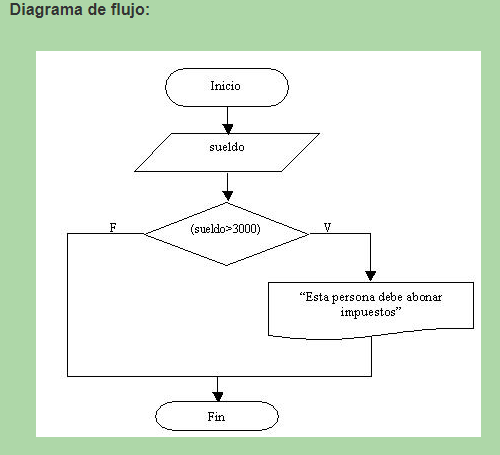 Diagrama de flujo:
Inicio
sueldo
(sueldo>3000)
F
V
“Esta persona debe abonar
impuestos”
Fin